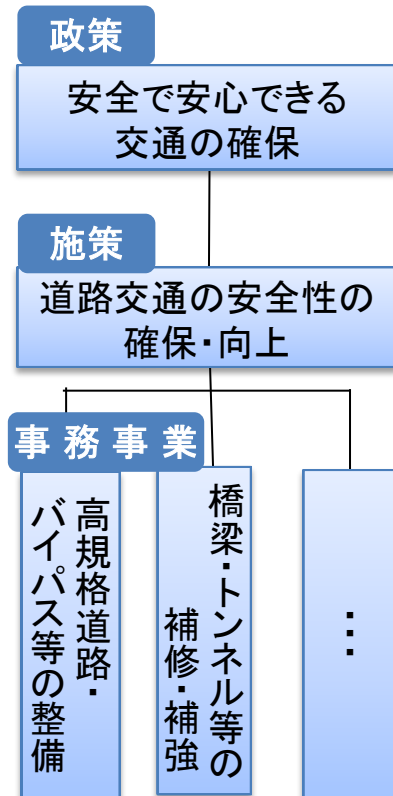 政策
安全で安心できる
交通の確保
施策
道路交通の安全性の
確保・向上
事務事業
高規格道路・
バイパス等の整備
橋梁・トンネル等の
補修・補強
…